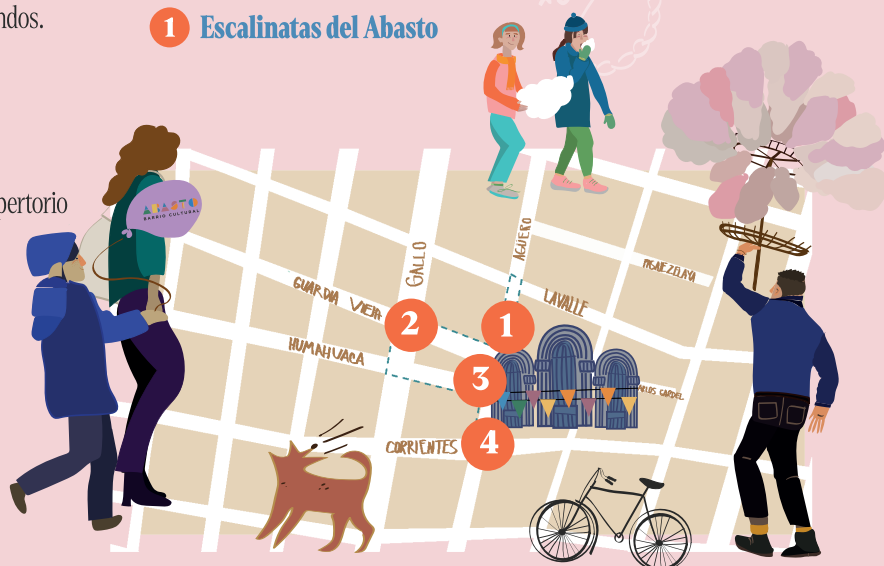 ndos.
1 Escalinatas del Abasto
pertorio
ABASTO
BARRIO CULTURAL
GALLO
AGUERO
PASAJE ZELAYA
GUARDIA VIEJA
LAVALLE
2
1
HUMAHUACA
3
CARLOS GARDEL
CORRIENTES
4